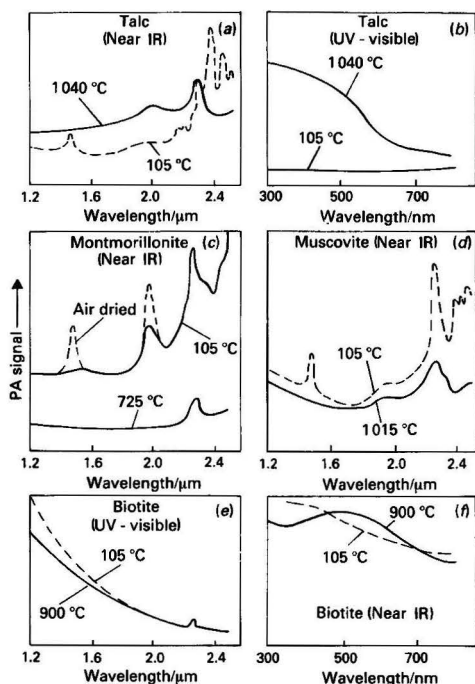 Talc
(Near IR)
(a)
1040 °C
105 °C
1.2 1.6 2.0 2.4
Wavelength/μm
Talc
(UV - visible)
(b)
1040 °C
105 °C
300 500 700
Wavelength/nm
Montmorillonite (c)
(Near IR)
Air dried
105 °C
725 °C
1.2 1.6 2.0 2.4
Wavelength/μm
Muscovite (Near IR) (d)
105 °C
1015 °C
1.2 1.6 2.0 2.4
Wavelength/μm
PA signal
Biotite
(UV - visible)
(e)
105 °C
900 °C
1.2 1.6 2.0 2.4
Wavelength/μm
(f)
900 °C
105 °C
Biotite (Near IR)
300 500 700
Wavelength/nm